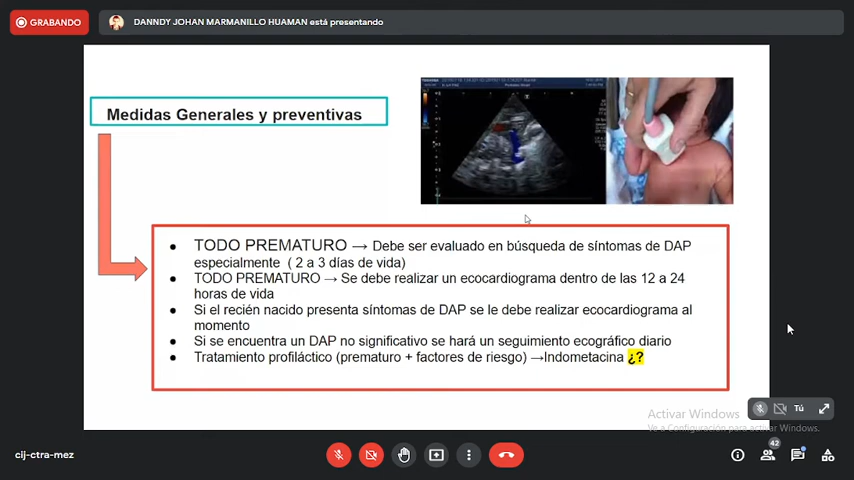 GRABANDO
DANNDY JOHAN MARMANILLO HUAMAN está presentando
Medidas Generales y preventivas
TODO PREMATURO → Debe ser evaluado en búsqueda de síntomas de DAP
especialmente ( 2 a 3 días de vida)
TODO PREMATURO → Se debe realizar un ecocardiograma dentro de las 12 a 24
horas de vida
Si el recién nacido presenta síntomas de DAP se le debe realizar ecocardiograma al
momento
Si se encuentra un DAP no significativo se hará un seguimiento ecográfico diario
Tratamiento profiláctico (prematuro + factores de riesgo) →Indometacina ¿?
Activar Windows
Ve a Configuración para activar Windows.
Tú
cij-ctra-mez
42